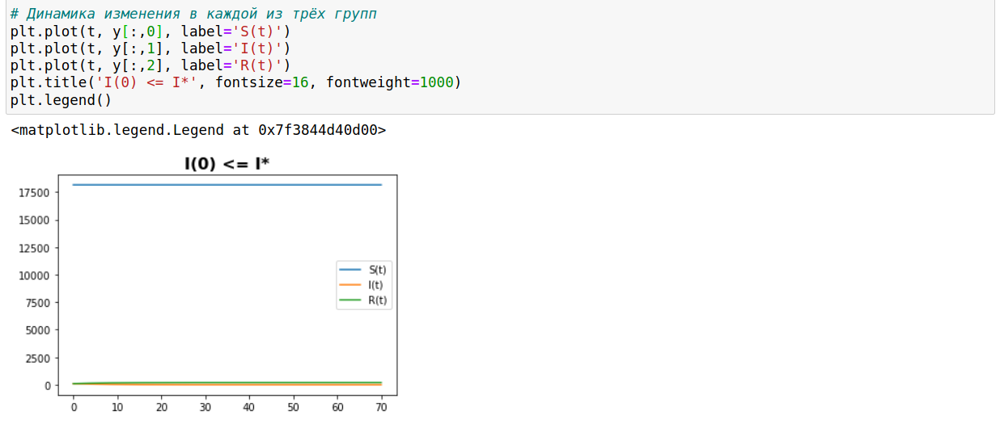 # Динамика изменения в каждой из трёх групп
plt.plot(t, y[:,0], label='S(t)')
plt.plot(t, y[:,1], label='I(t)')
plt.plot(t, y[:,2], label='R(t)')
plt.title('I(0) <= I*', fontsize=16, fontweight=1000)
plt.legend()
<matplotlib.legend.Legend at 0x7f3844d40d00>
I(0) <= I*
17500
15000
12500
10000
7500
5000
2500
0
S(t)
I(t)
R(t)
0 10 20 30 40 50 60 70